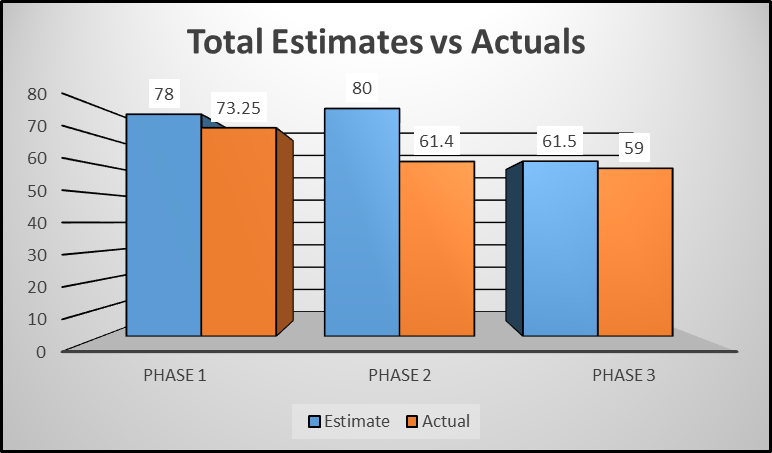 Total Estimates vs Actuals
80
70
60
50
40
30
20
10
0
78
73.25
80
61.4
61.5
59
PHASE 1
PHASE 2
PHASE 3
Estimate
Actual